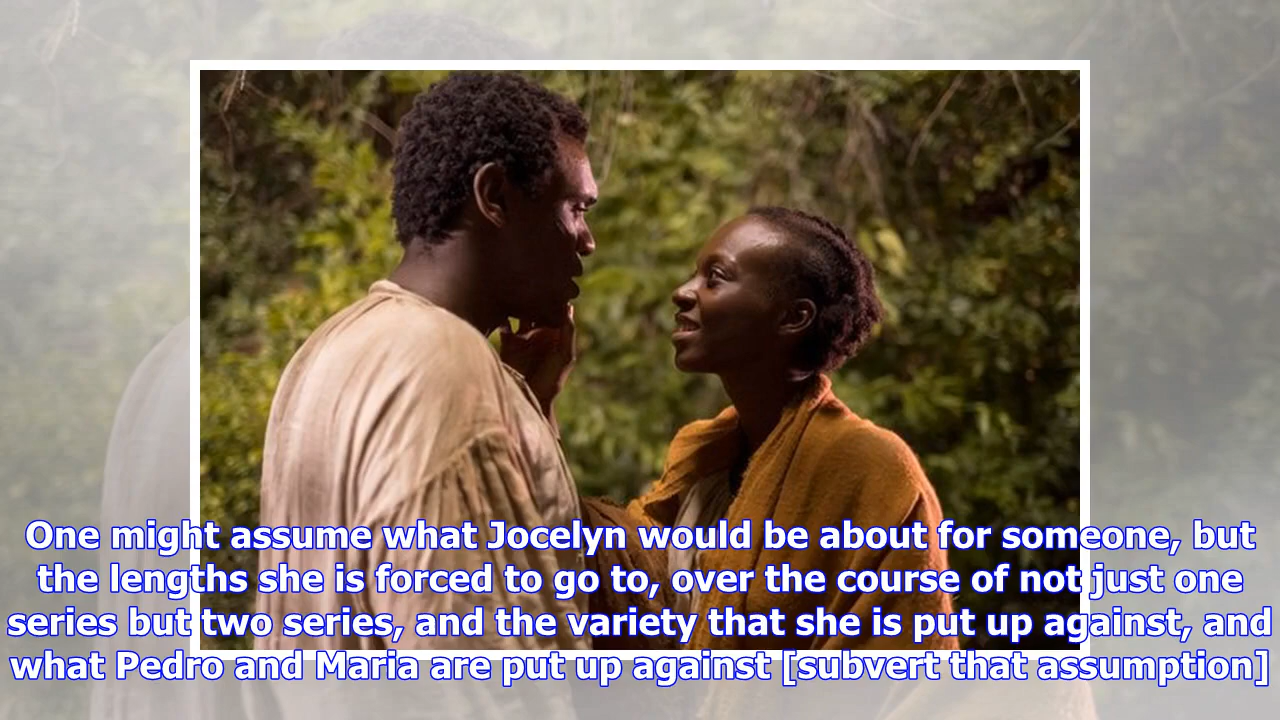 One might assume what Jocelyn would be about for someone, but
the lengths she is forced to go to, over the course of not just one
series but two series, and the variety that she is put up against, and
what Pedro and Maria are put up against [subvert that assumption]